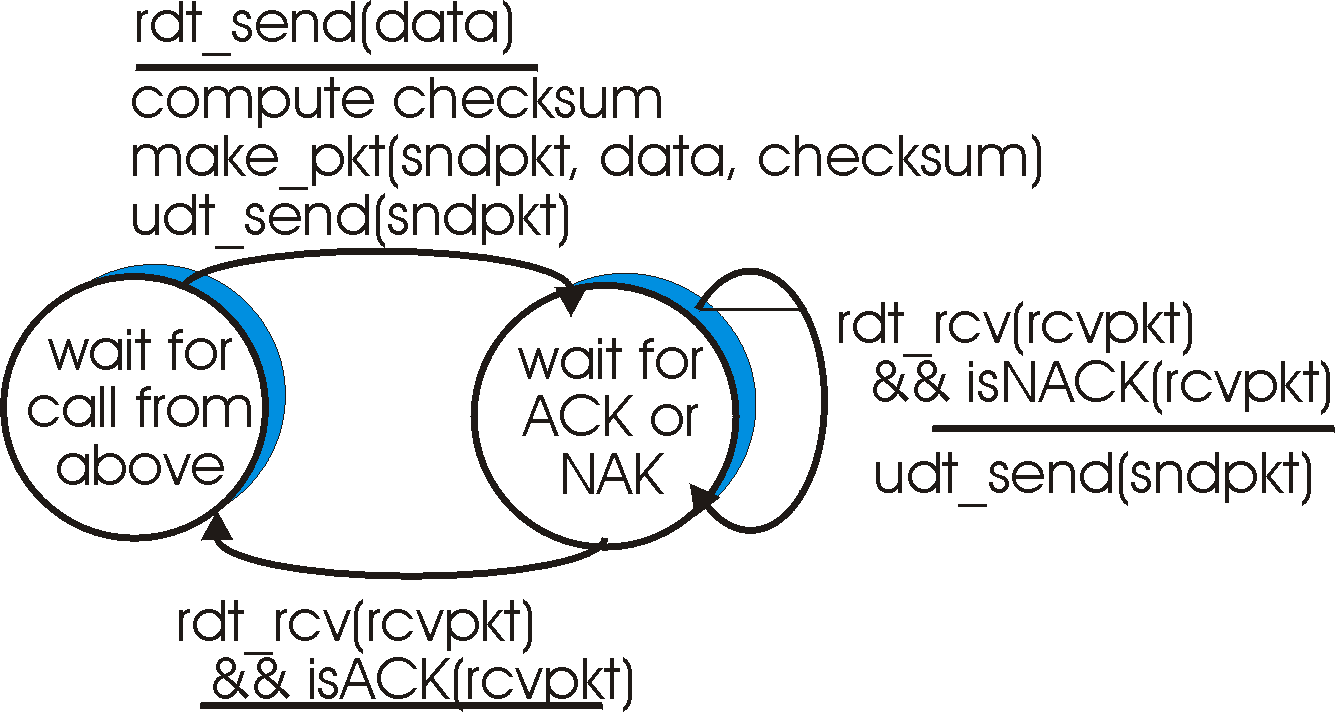 rdt_send(data)
compute checksum
make_pkt(sndpkt, data, checksum)
udt_send(sndpkt)
wait for
call from
above
wait for
ACK or
NAK
rdt_rcv(rcvpkt)
&& isNACK(rcvpkt)
udt_send(sndpkt)
rdt_rcv(rcvpkt)
&& isACK(rcvpkt)